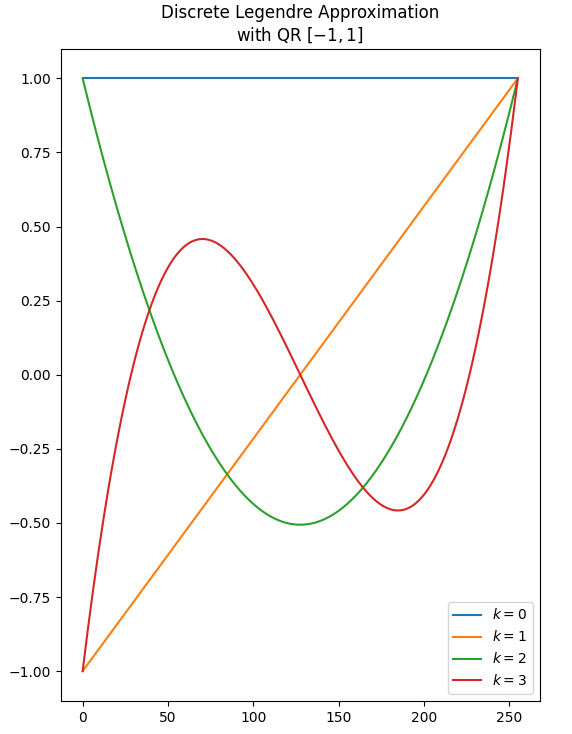 Discrete Legendre Approximation
with QR [−1, 1]
1.00
0.75
0.50
0.25
0.00
−0.25
−0.50
−0.75
−1.00
0 50 100 150 200 250
k = 0
k = 1
k = 2
k = 3